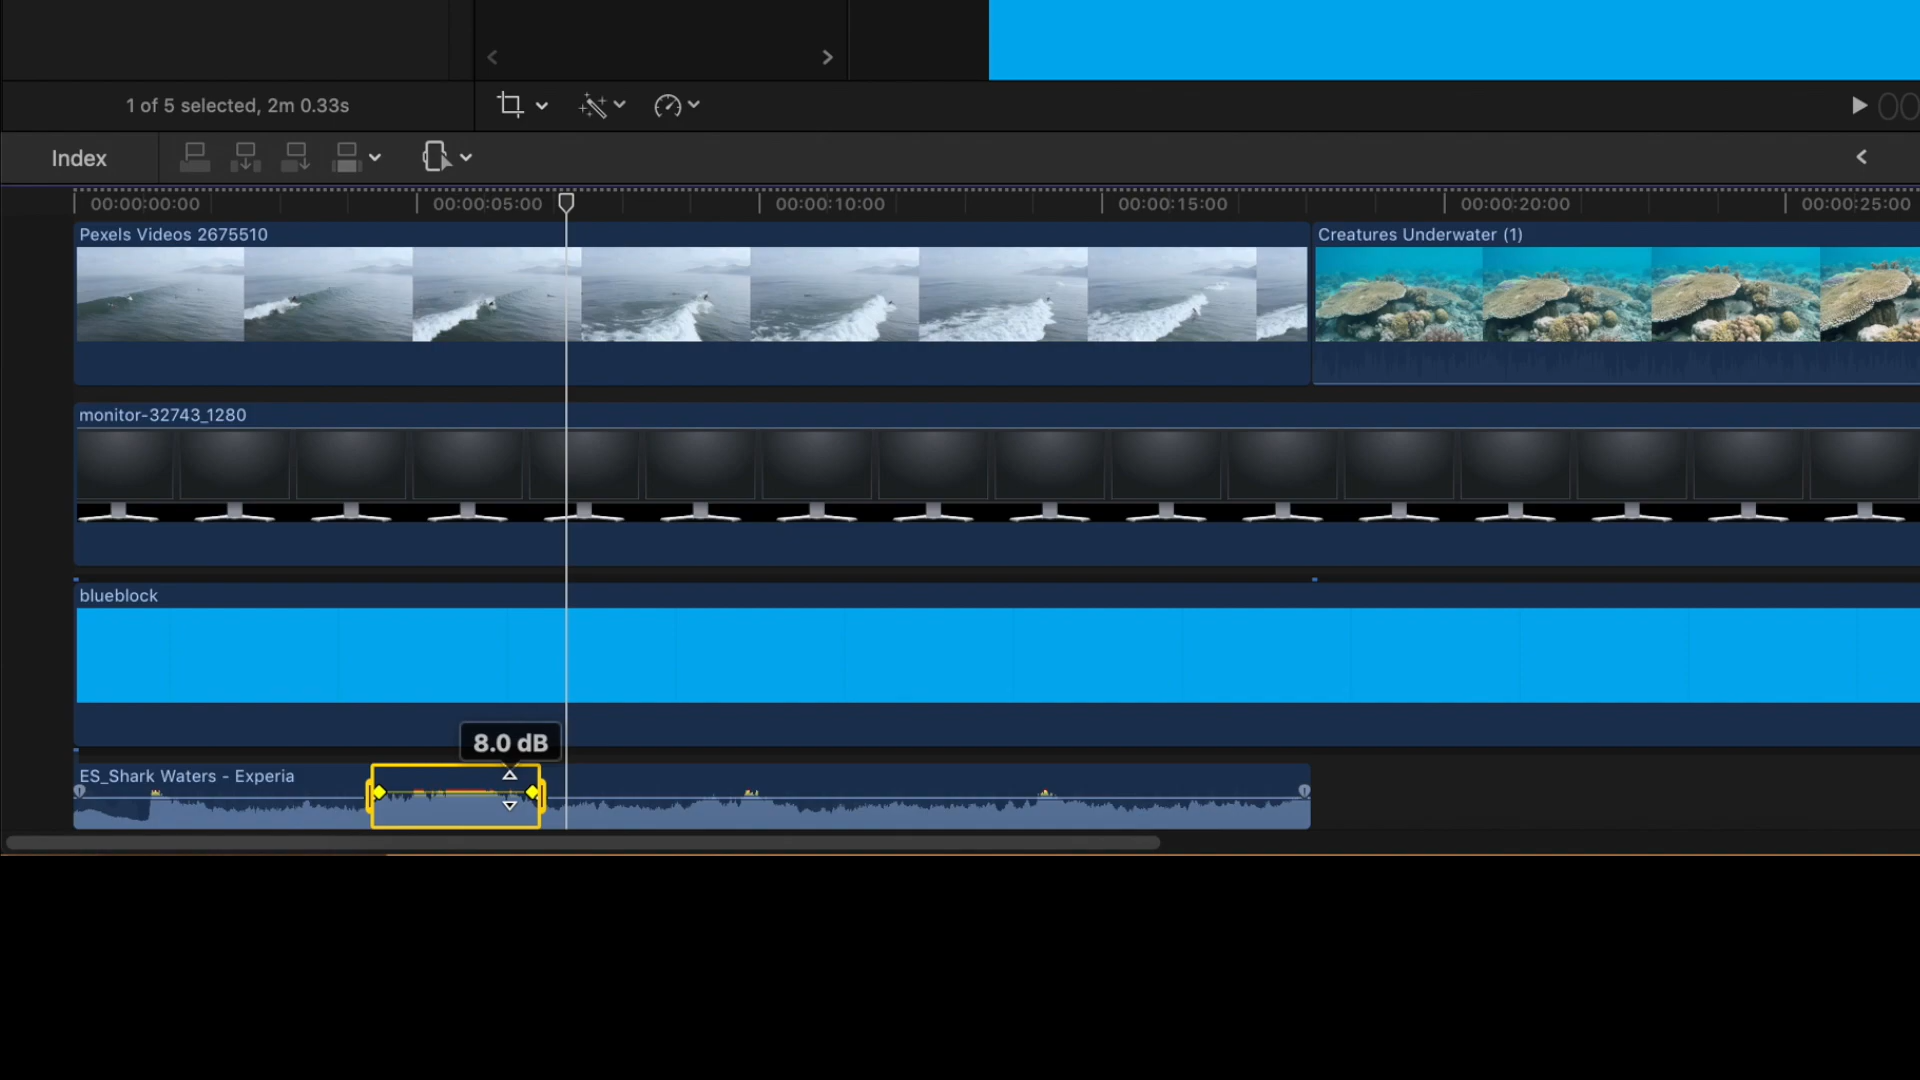 1 of 5 selected, 2m 0.33s
00
Index
00:00:00:00 00:00:05:00 00:00:10:00 00:00:15:00 00:00:20:00 00:00:25:00
Pexels Videos 2675510 Creatures Underwater (1)
monitor-32743_1280
blueblock
8.0 dB
ES_Shark Waters - Experia